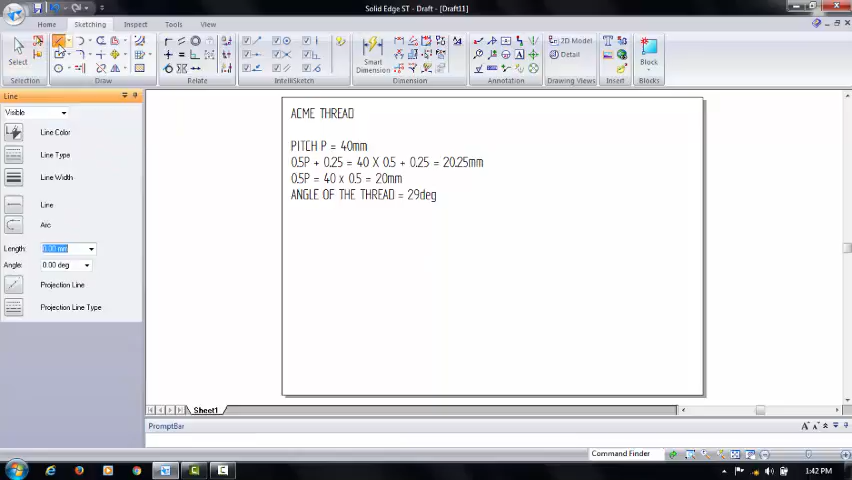 Solid Edge ST - Draft - [Draft11]
Home Sketching Inspect Tools View
Select
Smart
Dimension
2D Model
Detail
Block
Selection Draw Relate IntelliSketch Dimension Annotation Drawing Views Insert Blocks
Line
Visible
Line Color
Line Type
Line Width
Line
Arc
Length: 0.00 mm
Angle: 0.00 deg
Projection Line
Projection Line Type
ACME THREAD
PITCH P = 40mm
0.5P + 0.25 = 40 X 0.5 + 0.25 = 20.25mm
0.5P = 40 x 0.5 = 20mm
ANGLE OF THE THREAD = 29deg
Sheet1
PromptBar
Command Finder
1:42 PM